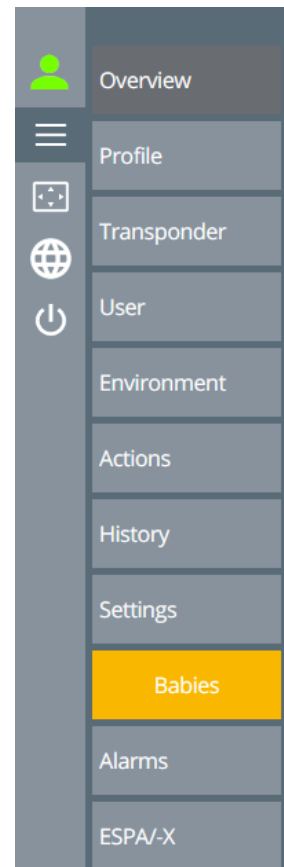 Overview
Profile
Transponder
User
Environment
Actions
History
Settings
Babies
Alarms
ESPA/-X